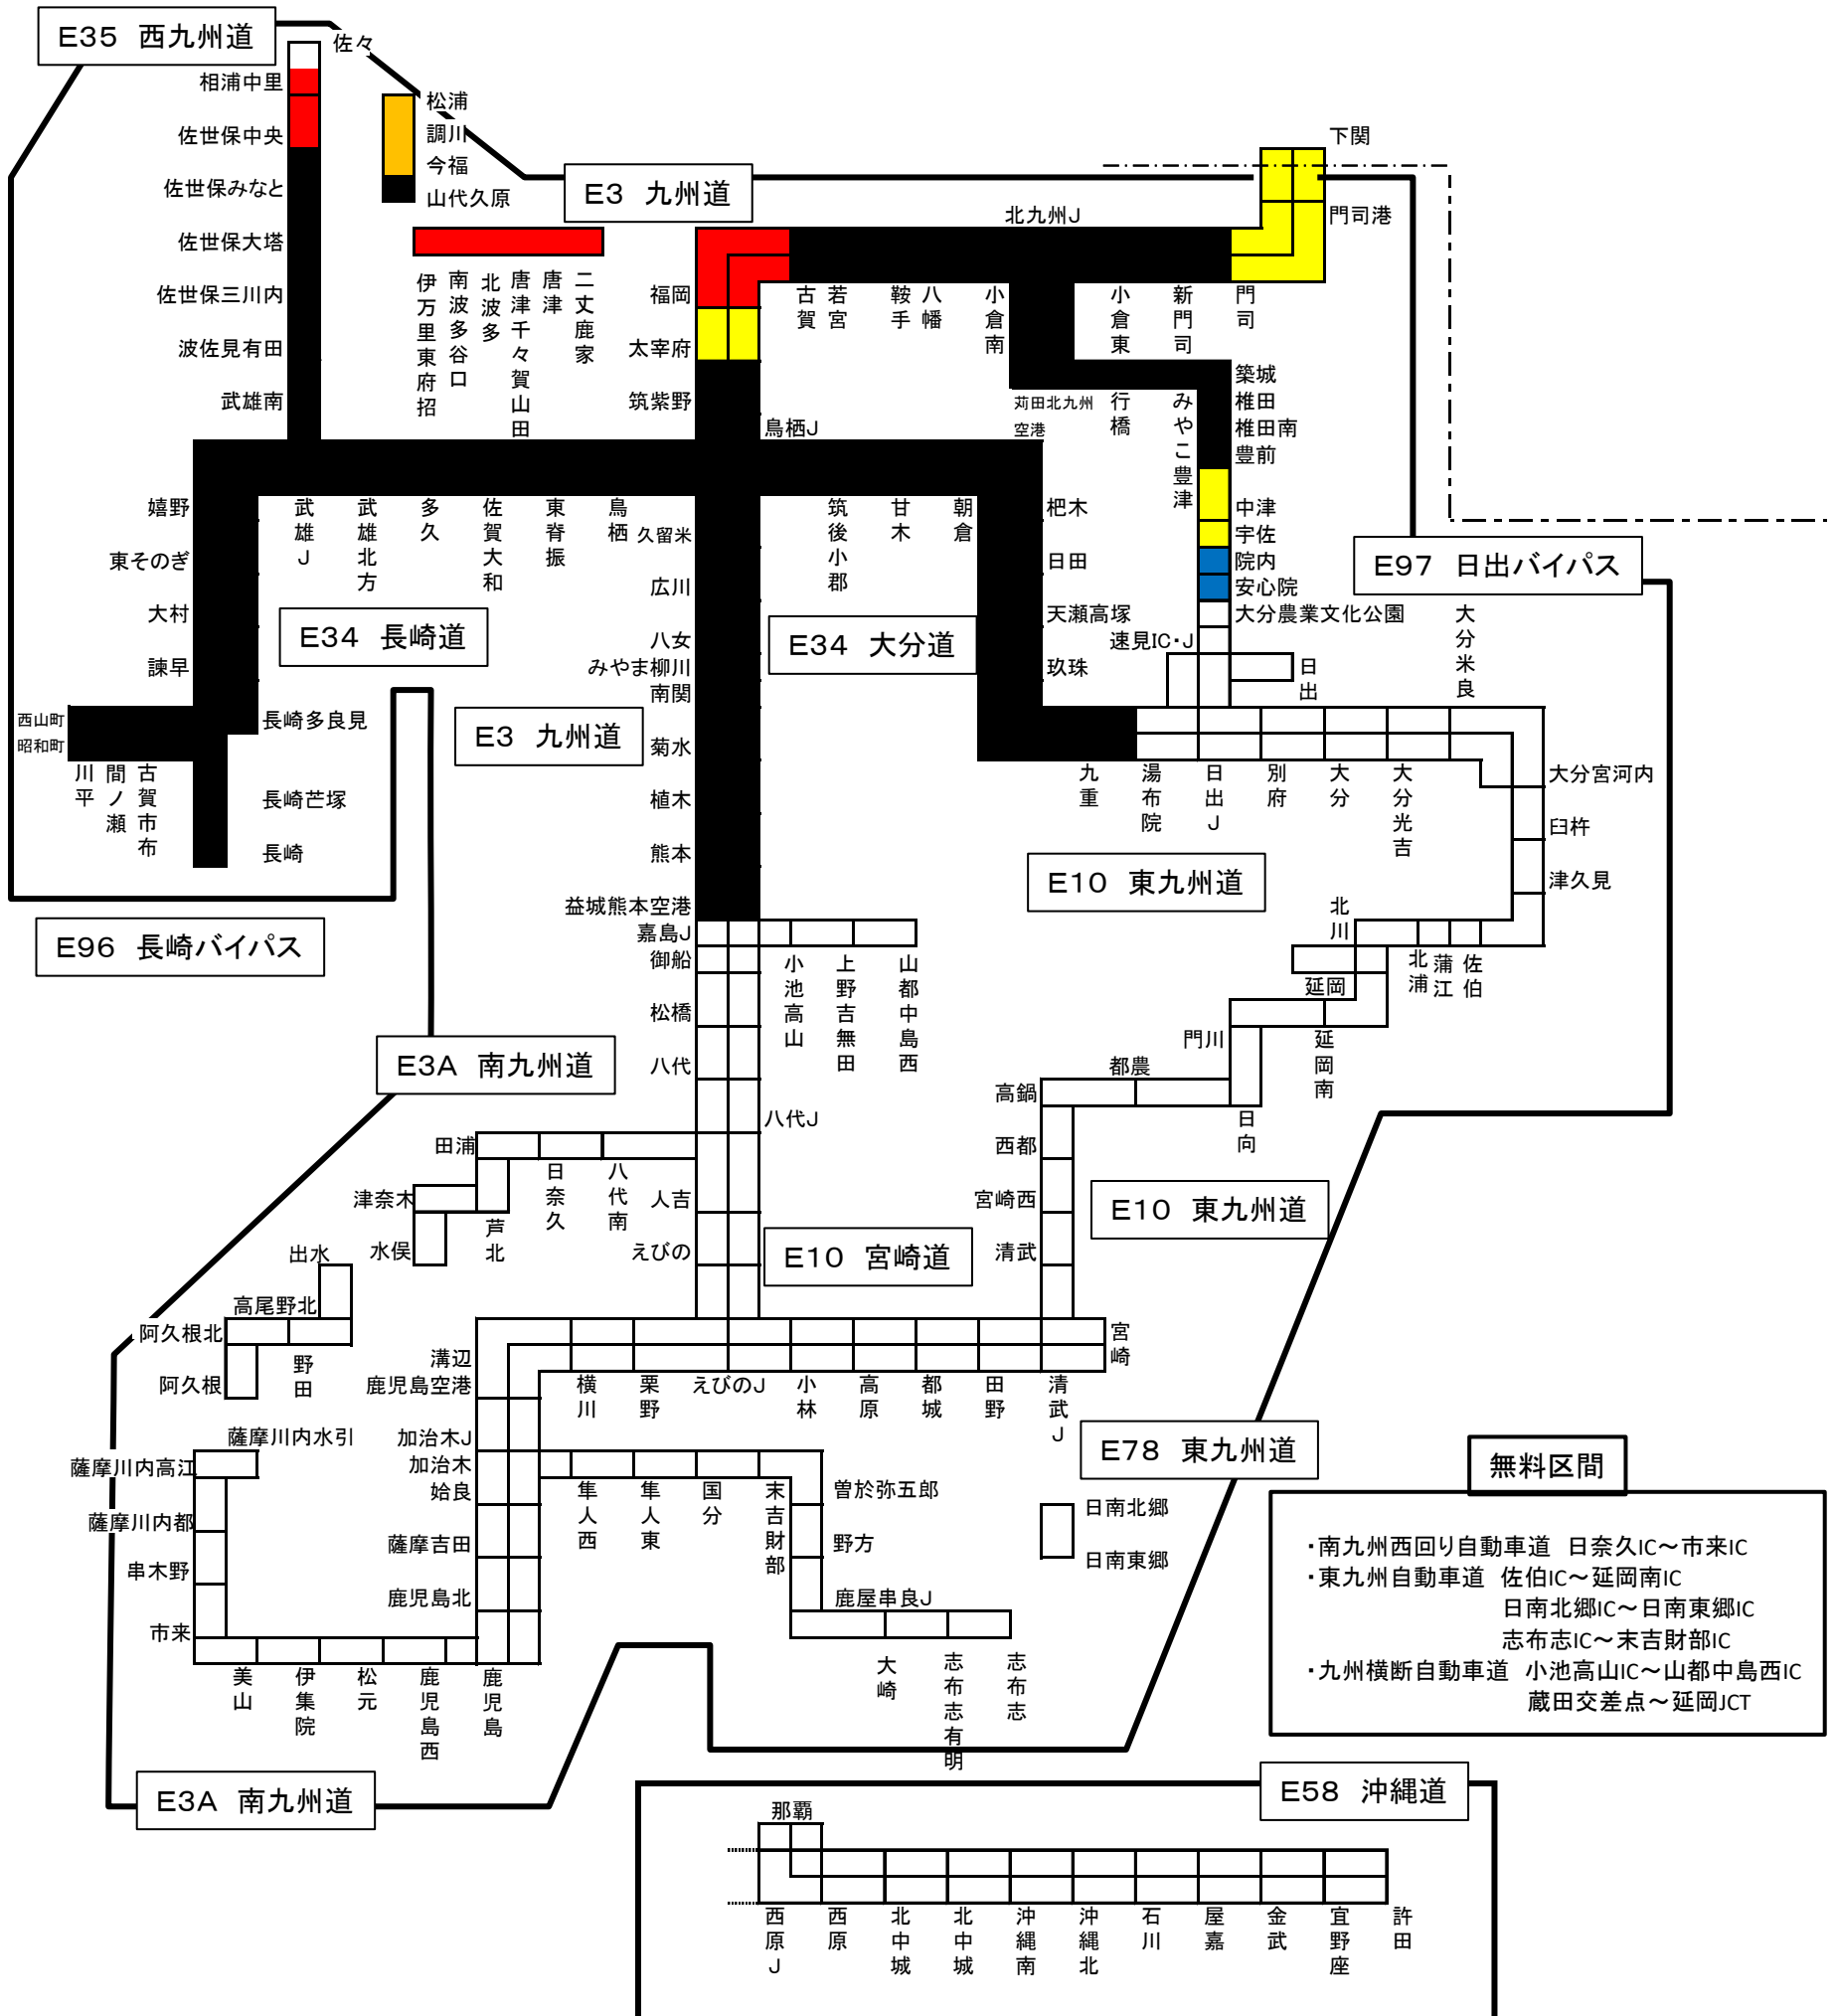 E35 西九州道
佐々
相浦中里
佐世保中央
佐世保みなと
佐世保大塔
佐世保三川内
波佐見有田
武雄南
松浦
調川
今福
山代久原
E3 九州道
下関
門司港
北九州J
伊万里東府招
南波多谷口
北波多
唐津千々賀山田
唐津
二丈鹿家
福岡
太宰府
筑紫野
鳥栖J
古賀
若宮
鞍手
八幡
小倉南
小倉東
新門司
門司
苅田北九州
空港
行橋
みやこ豊津
築城
椎田
椎田南
豊前
中津
宇佐
院内
安心院
大分農業文化公園
速見IC・J
日出
E97 日出バイパス
嬉野
東そのぎ
大村
諫早
武雄J
武雄北方
多久
佐賀大和
東脊振
鳥栖
久留米
広川
八女
みやま柳川
南関
菊水
植木
熊本
益城熊本空港
嘉島J
御船
松橋
八代
八代J
人吉
えびの
筑後小郡
甘木
朝倉
杷木
日田
天瀬高塚
玖珠
E34 長崎道
E34 大分道
E3 九州道
西山町
昭和町
川平
間ノ瀬
古賀市布
長崎多良見
長崎芒塚
長崎
E96 長崎バイパス
九重
湯布院
日出J
別府
大分
大分光吉
大分米良
大分宮河内
臼杵
津久見
E10 東九州道
北川
北浦
蒲江
佐伯
延岡
延岡南
門川
日向
都農
高鍋
西都
宮崎西
清武
小池高山
上野吉無田
山都中島西
E3A 南九州道
田浦
日奈久
八代南
津奈木
芦北
水俣
出水
高尾野北
阿久根北
野田
阿久根
E10 宮崎道
E10 東九州道
溝辺
鹿児島空港
横川
栗野
えびのJ
小林
高原
都城
田野
清武J
宮崎
加治木J
加治木
姶良
薩摩吉田
鹿児島北
隼人西
隼人東
国分
末吉財部
曽於弥五郎
野方
鹿屋串良J
大崎
志布志有明
志布志
E78 東九州道
日南北郷
日南東郷
薩摩川内水引
薩摩川内高江
薩摩川内都
串木野
市来
美山
伊集院
松元
鹿児島西
鹿児島
E3A 南九州道
無料区間
・南九州西回り自動車道 日奈久IC～市来IC
・東九州自動車道 佐伯IC～延岡南IC
日南北郷IC～日南東郷IC
志布志IC～末吉財部IC
・九州横断自動車道 小池高山IC～山都中島西IC
蔵田交差点～延岡JCT
E58 沖縄道
那覇
西原J
西原
北中城
北中城
沖縄南
沖縄北
石川
屋嘉
金武
宜野座
許田